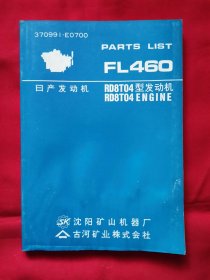 370991-E0700
PARTS LIST
FL460
日产发动机
RD8T04型发动机
RD8T04 ENGINE
SK 沈阳矿山机器厂
古河矿业株式会社